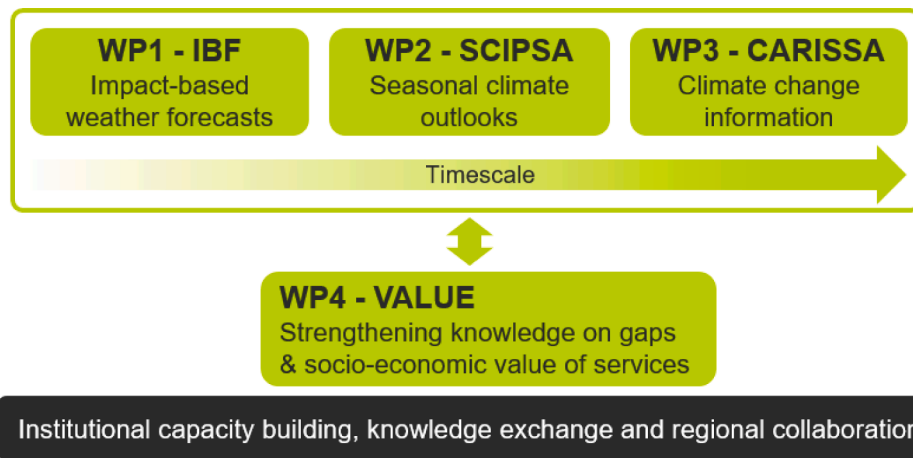 WP1 - IBF
Impact-based
weather forecasts
WP2 - SCIPSA
Seasonal climate
outlooks
WP3 - CARISSA
Climate change
information
Timescale
WP4 - VALUE
Strengthening knowledge on gaps
& socio-economic value of services
Institutional capacity building, knowledge exchange and regional collaboration